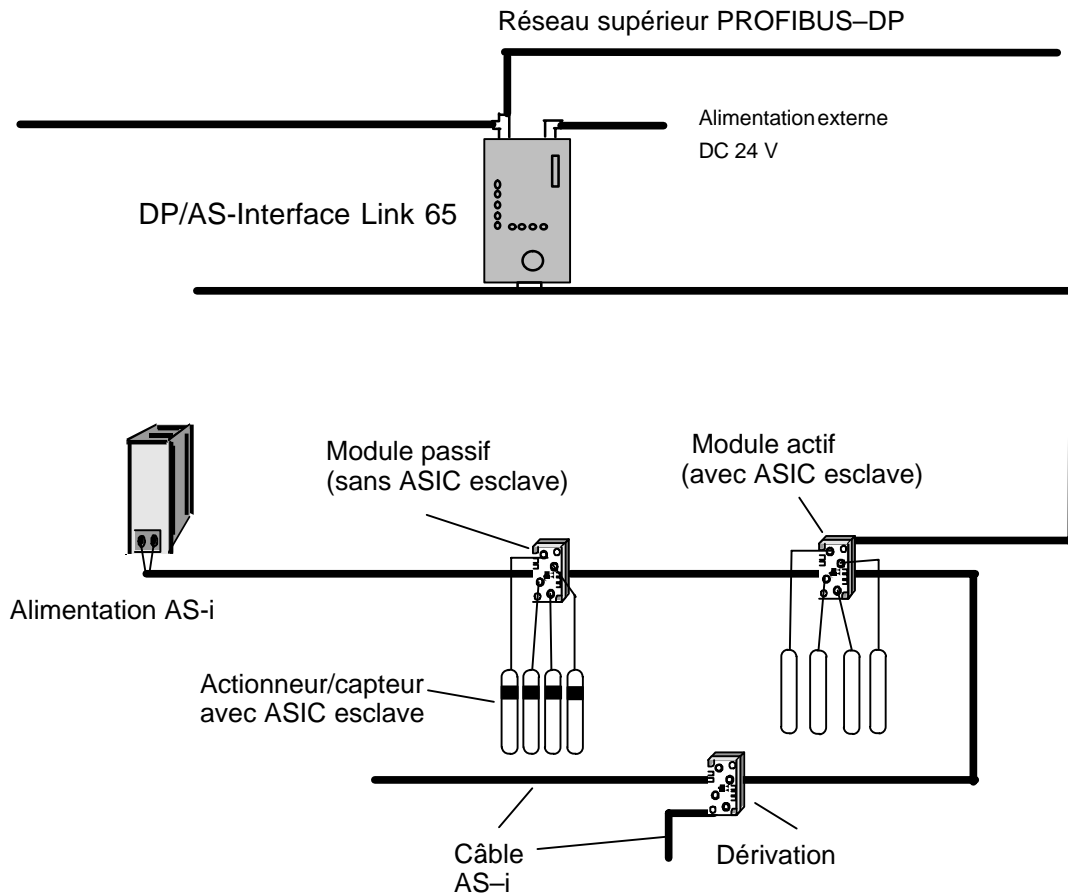 Réseau supérieur PROFIBUS–DP
Alimentation externe
DC 24 V
DP/AS-Interface Link 65
Module passif
(sans ASIC esclave)
Module actif
(avec ASIC esclave)
Alimentation AS-i
Actionneur/capteur
avec ASIC esclave
Câble
AS–i
Dérivation